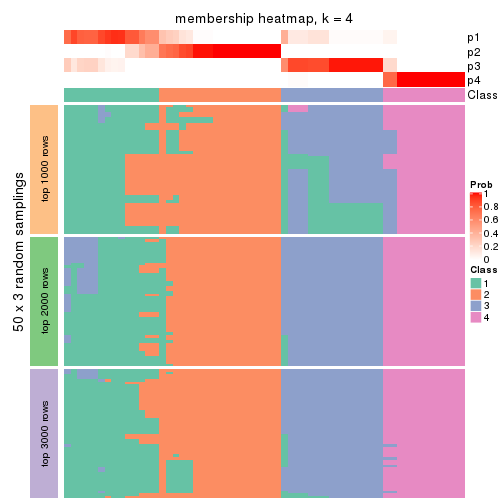 membership heatmap, k = 4
p1
p2
p3
p4
Class
50 x 3 random samplings
top 1000 rows
top 2000 rows
top 3000 rows
Prob
1
0.8
0.6
0.4
0.2
0
Class
1
2
3
4